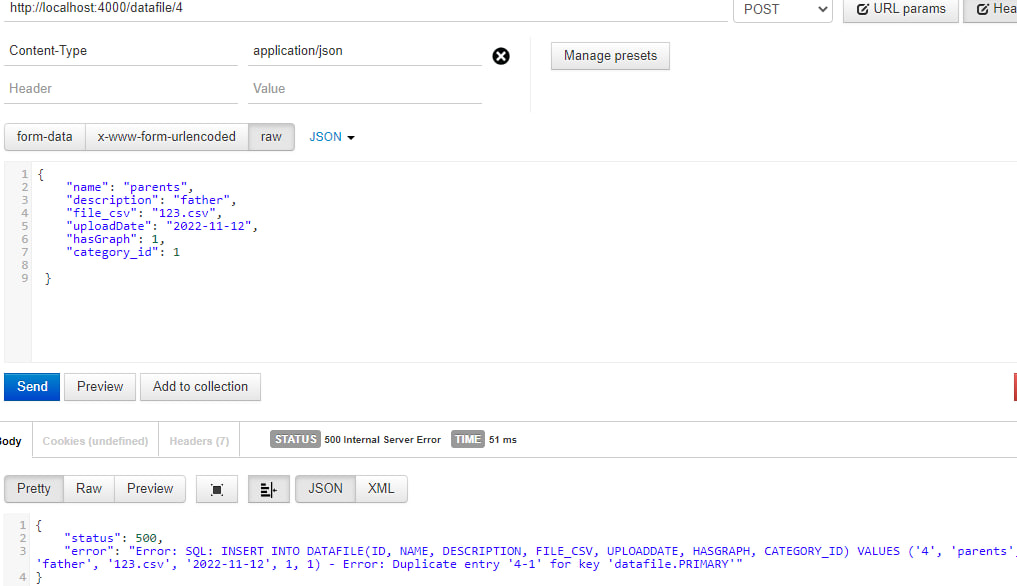 http://localhost:4000/datafile/4 POST URL params Hea
Content-Type application/json Manage presets
Header Value
form-data x-www-form-urlencoded raw JSON
1 {
2 "name": "parents",
3 "description": "father",
4 "file_csv": "123.csv",
5 "uploadDate": "2022-11-12",
6 "hasGraph": 1,
7 "category_id": 1
8
9 }
Send Preview Add to collection
Body Cookies (undefined) Headers (7) STATUS 500 Internal Server Error TIME 51 ms
Pretty Raw Preview JSON XML
1 {
2 "status": 500,
3 "error": "Error: SQL: INSERT INTO DATAFILE(ID, NAME, DESCRIPTION, FILE_CSV, UPLOADDATE, HASGRAPH, CATEGORY_ID) VALUES ('4', 'parents',
'father', '123.csv', '2022-11-12', 1, 1) - Error: Duplicate entry '4-1' for key 'datafile.PRIMARY'"
4 }